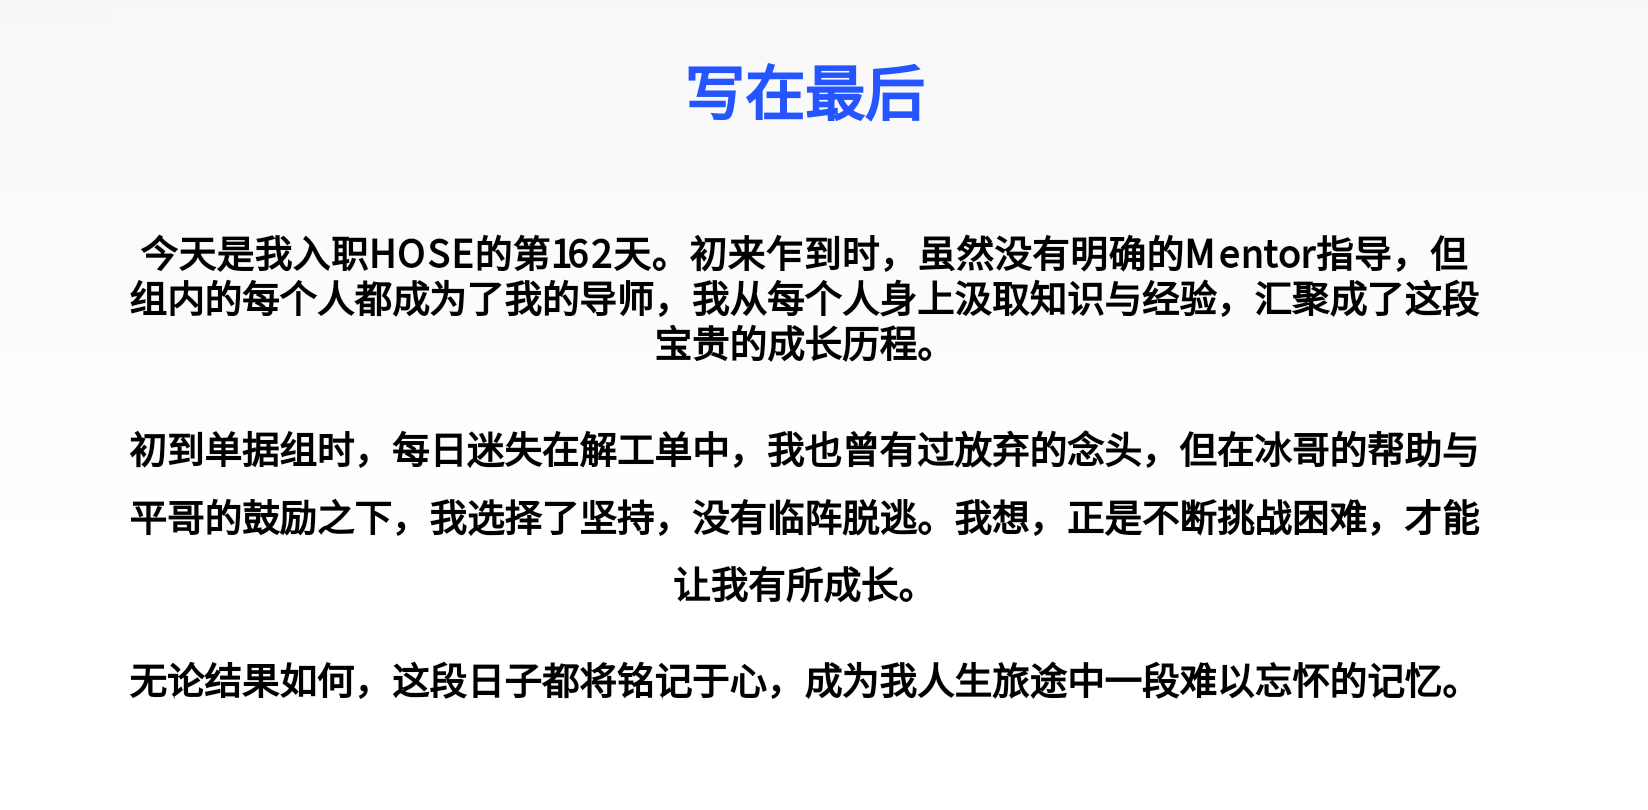 写在最后
今天是我入职HOSE的第162天。初来乍到时，虽然没有明确的Mentor指导，但
组内的每个人都成为了我的导师，我从每个人身上汲取知识与经验，汇聚成了这段
宝贵的成长历程。
初到单据组时，每日迷失在解工单中，我也曾有过放弃的念头，但在冰哥的帮助与
平哥的鼓励之下，我选择了坚持，没有临阵脱逃。我想，正是不断挑战困难，才能
让我有所成长。
无论结果如何，这段日子都将铭记于心，成为我人生旅途中一段难以忘怀的记忆。